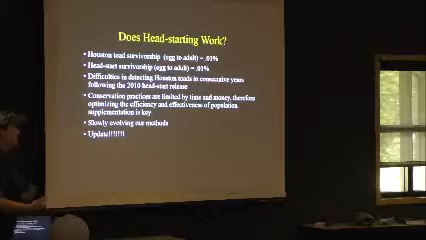 Does Head-starting Work?
• Houston toad survivorship (egg to adult) = .01%
• Head-start survivorship (egg to adult) = .01%
• Difficulties in detecting Houston toads in consecutive years
following the 2010 head-start release
• Conservation practices are limited by time and money, therefore
optimizing the efficiency and effectiveness of population
supplementation is key
• Slowly evolving our methods
• Update!!!!!!!